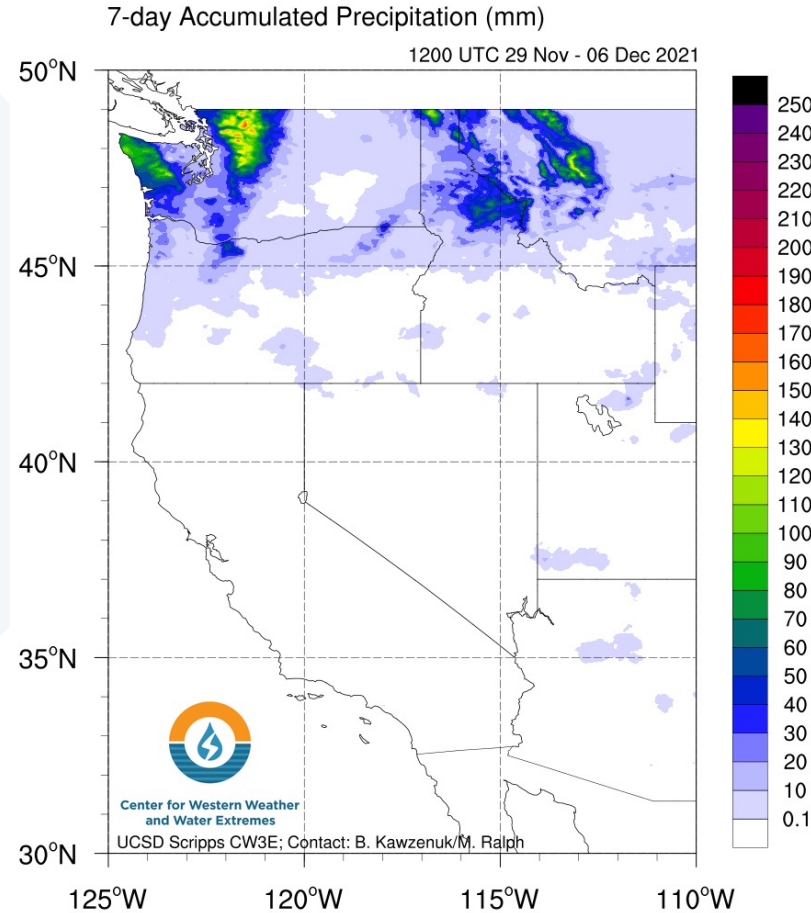 7-day Accumulated Precipitation (mm)
1200 UTC 29 Nov - 06 Dec 2021
50°N
45°N
40°N
35°N
30°N
125°W 120°W 115°W 110°W
250
240
230
220
210
200
190
180
170
160
150
140
130
120
110
100
90
80
70
60
50
40
30
20
10
0.1
Center for Western Weather
and Water Extremes
UCSD Scripps CW3E; Contact: B. Kawzenuk/M. Ralph